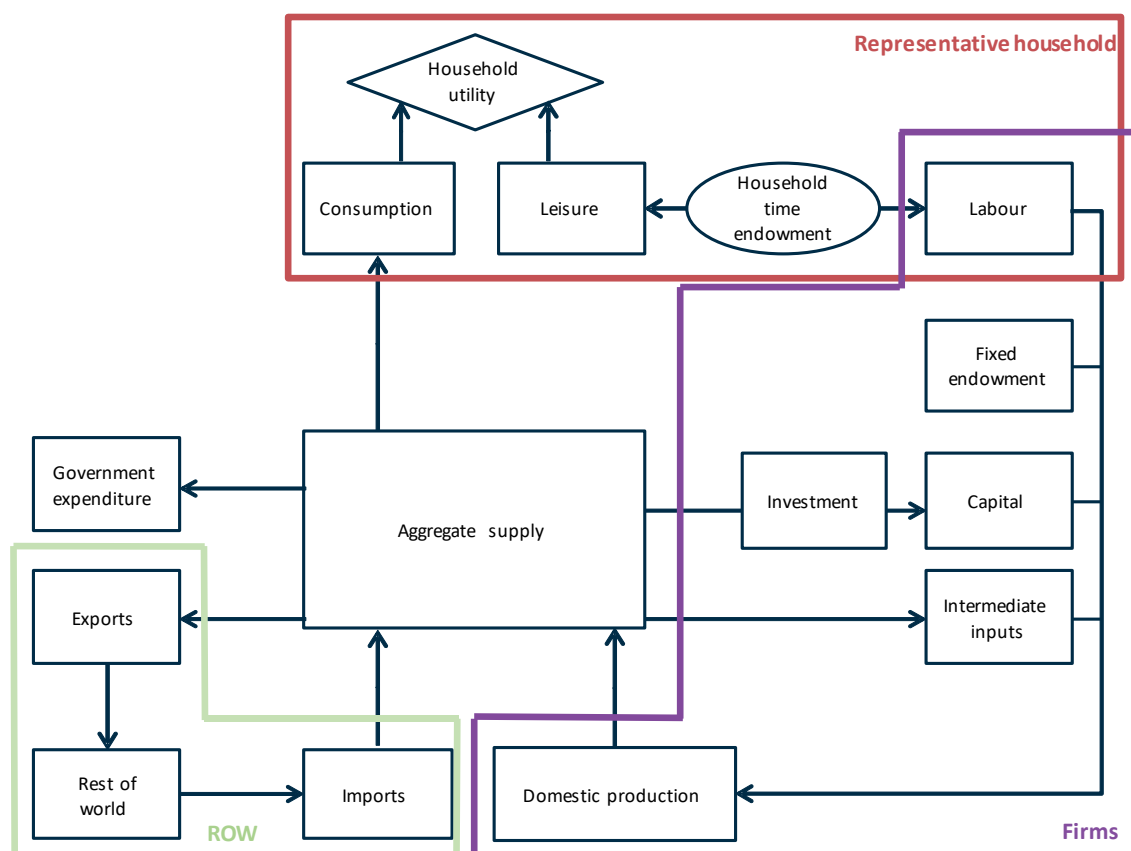 Representative household
Household
utility
Consumption
Leisure
Household
time
endowment
Labour
Fixed
endowment
Government
expenditure
Aggregate supply
Investment
Capital
Exports
Intermediate
inputs
Rest of
world
Imports
Domestic production
ROW
Firms